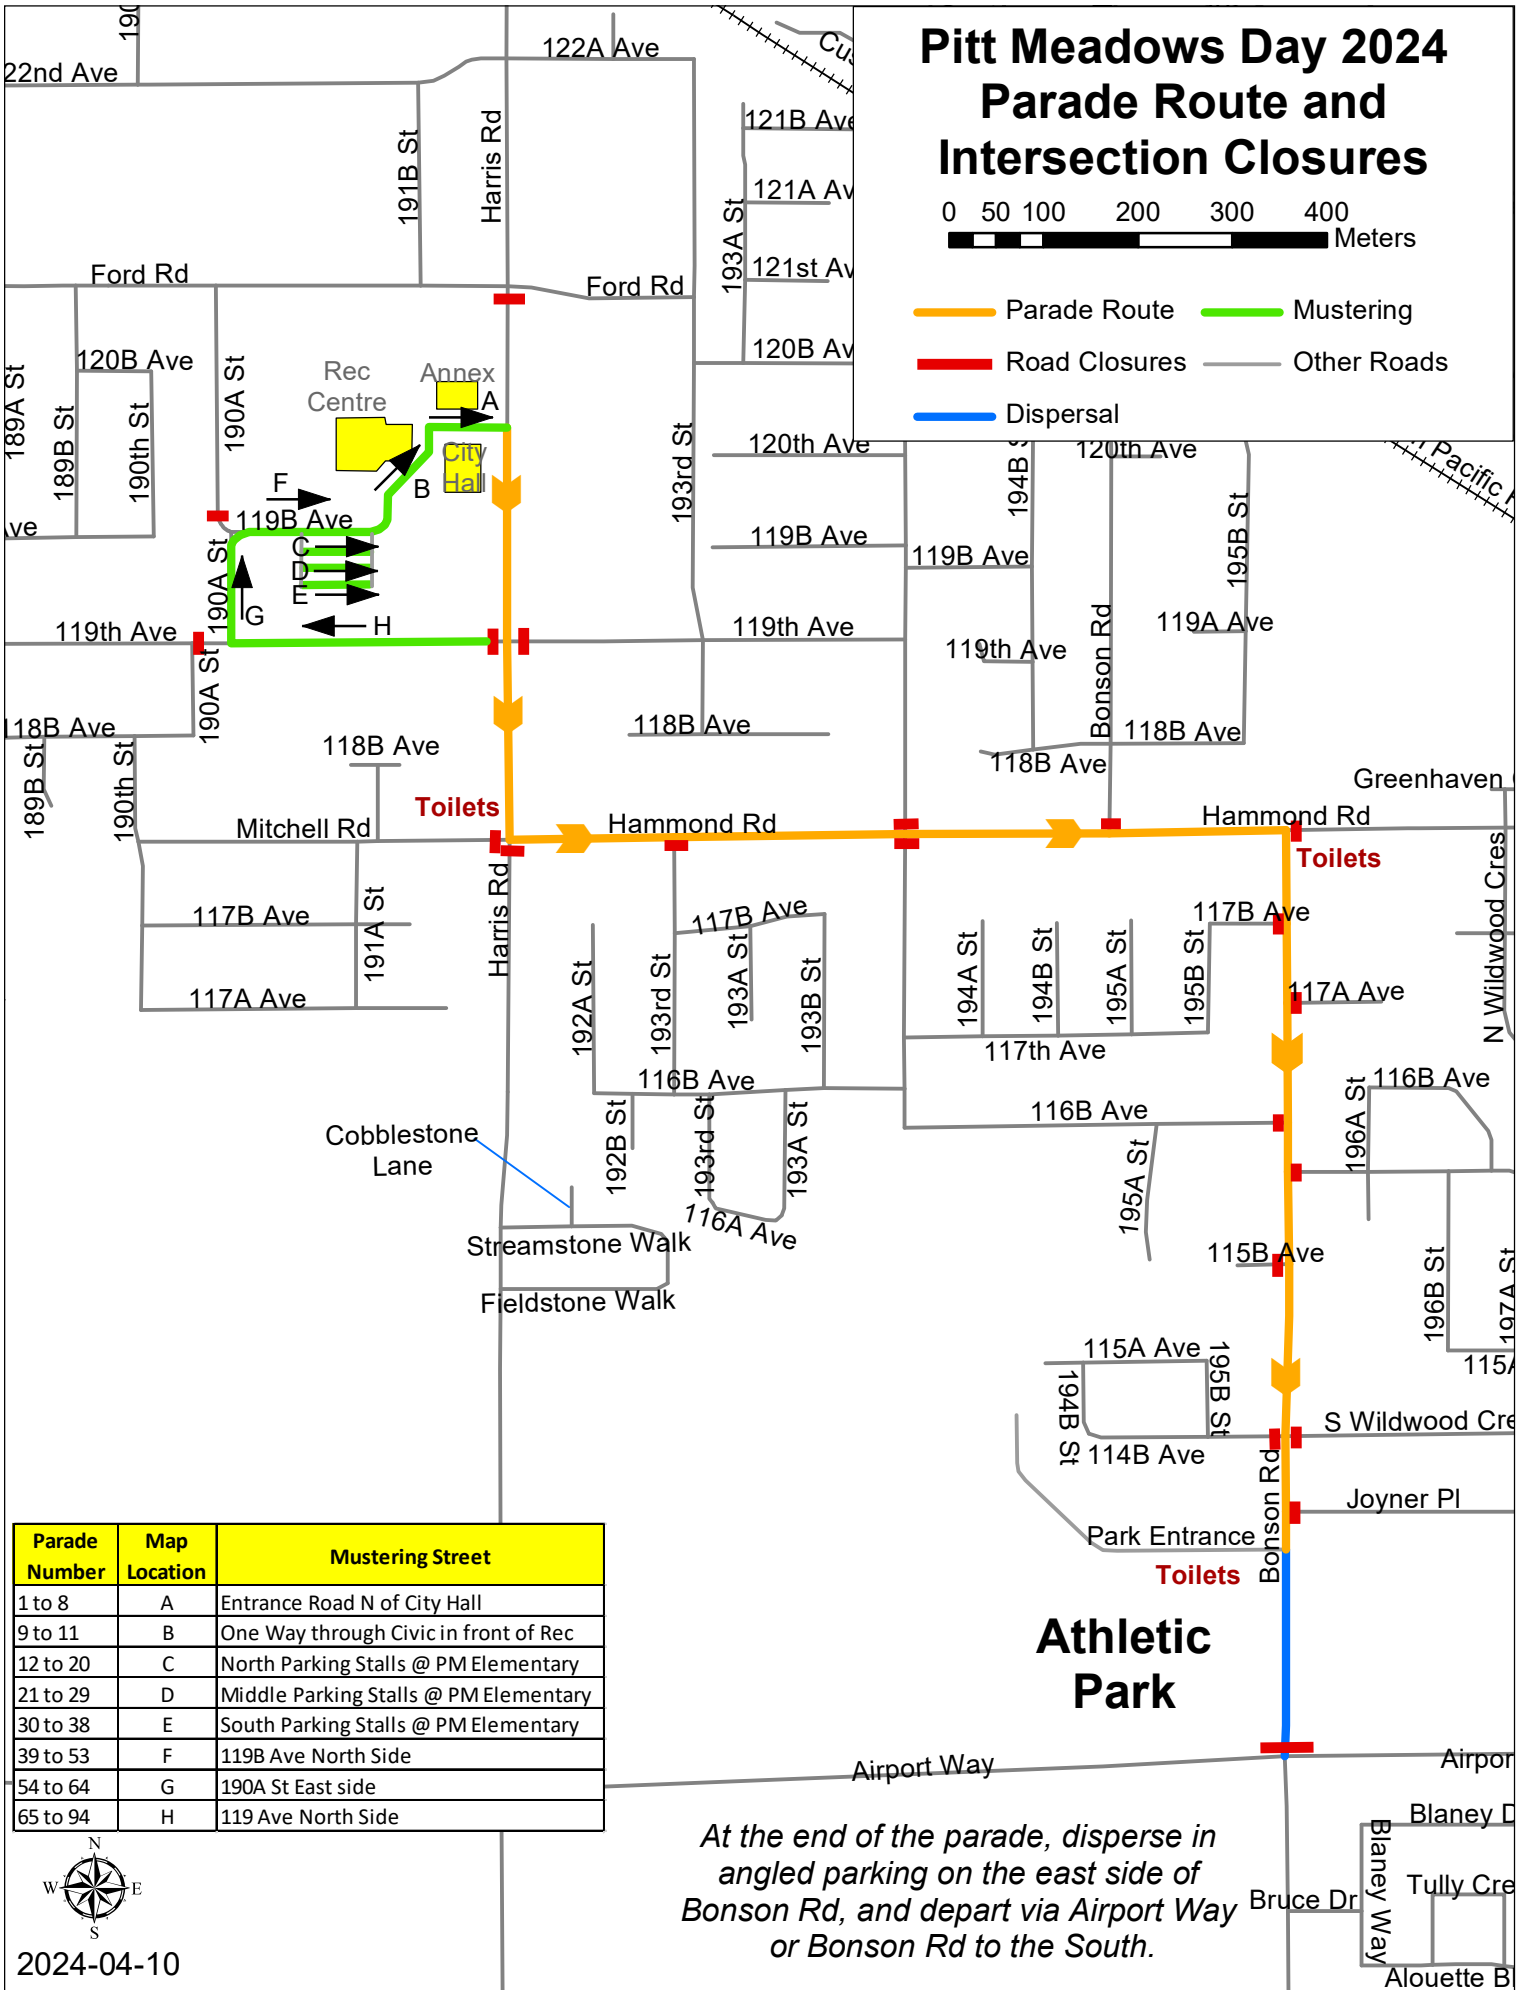 Pitt Meadows Day 2024
Parade Route and
Intersection Closures
0 50 100 200 300 400
Meters
Parade Route
Mustering
Road Closures
Other Roads
Dispersal
22nd Ave
122A Ave
191B St
Harris Rd
121B Ave
121A Av
121st Av
193A St
120B Av
Ford Rd
Ford Rd
120B Ave
189A St
189B St
190th St
190A St
Rec
Centre
Annex
A
City
Hall
B
F
119B Ave
C
D
E
G
H
190A St
193rd St
120th Ave
120th Ave
194B S
Pacific
119B Ave
119B Ave
195B St
ve
119th Ave
119th Ave
119th Ave
119A Ave
Bonson Rd
190A St
118B Ave
118B Ave
118B Ave
118B Ave
118B Ave
189B St
190th St
Greenhaven
Toilets
Mitchell Rd
Hammond Rd
Hammond Rd
Toilets
Harris Rd
N Wildwood Cres
117B Ave
191A St
117A Ave
117B Ave
192A St
193rd St
193A St
193B St
194A St
194B St
195A St
195B St
117B Ave
117A Ave
117th Ave
116B Ave
116B Ave
116B Ave
196A St
Cobblestone
Lane
192B St
193rd St
193A St
195A St
116A Ave
Streamstone Walk
Fieldstone Walk
115B Ave
196B St
197A St
115A Ave
115A
194B St
195B St
114B Ave
S Wildwood Cre
Bonson Rd
Joyner Pl
Park Entrance
Toilets
Athletic
Park
Parade Number Map Location Mustering Street
1 to 8 A Entrance Road N of City Hall
9 to 11 B One Way through Civic in front of Rec
12 to 20 C North Parking Stalls @ PM Elementary
21 to 29 D Middle Parking Stalls @ PM Elementary
30 to 38 E South Parking Stalls @ PM Elementary
39 to 53 F 119B Ave North Side
54 to 64 G 190A St East side
65 to 94 H 119 Ave North Side
Airport Way
Airpor
Blaney D
Blaney Way
Tully Cre
Bruce Dr
Alouette B
At the end of the parade, disperse in
angled parking on the east side of
Bonson Rd, and depart via Airport Way
or Bonson Rd to the South.
N
W E
S
2024-04-10